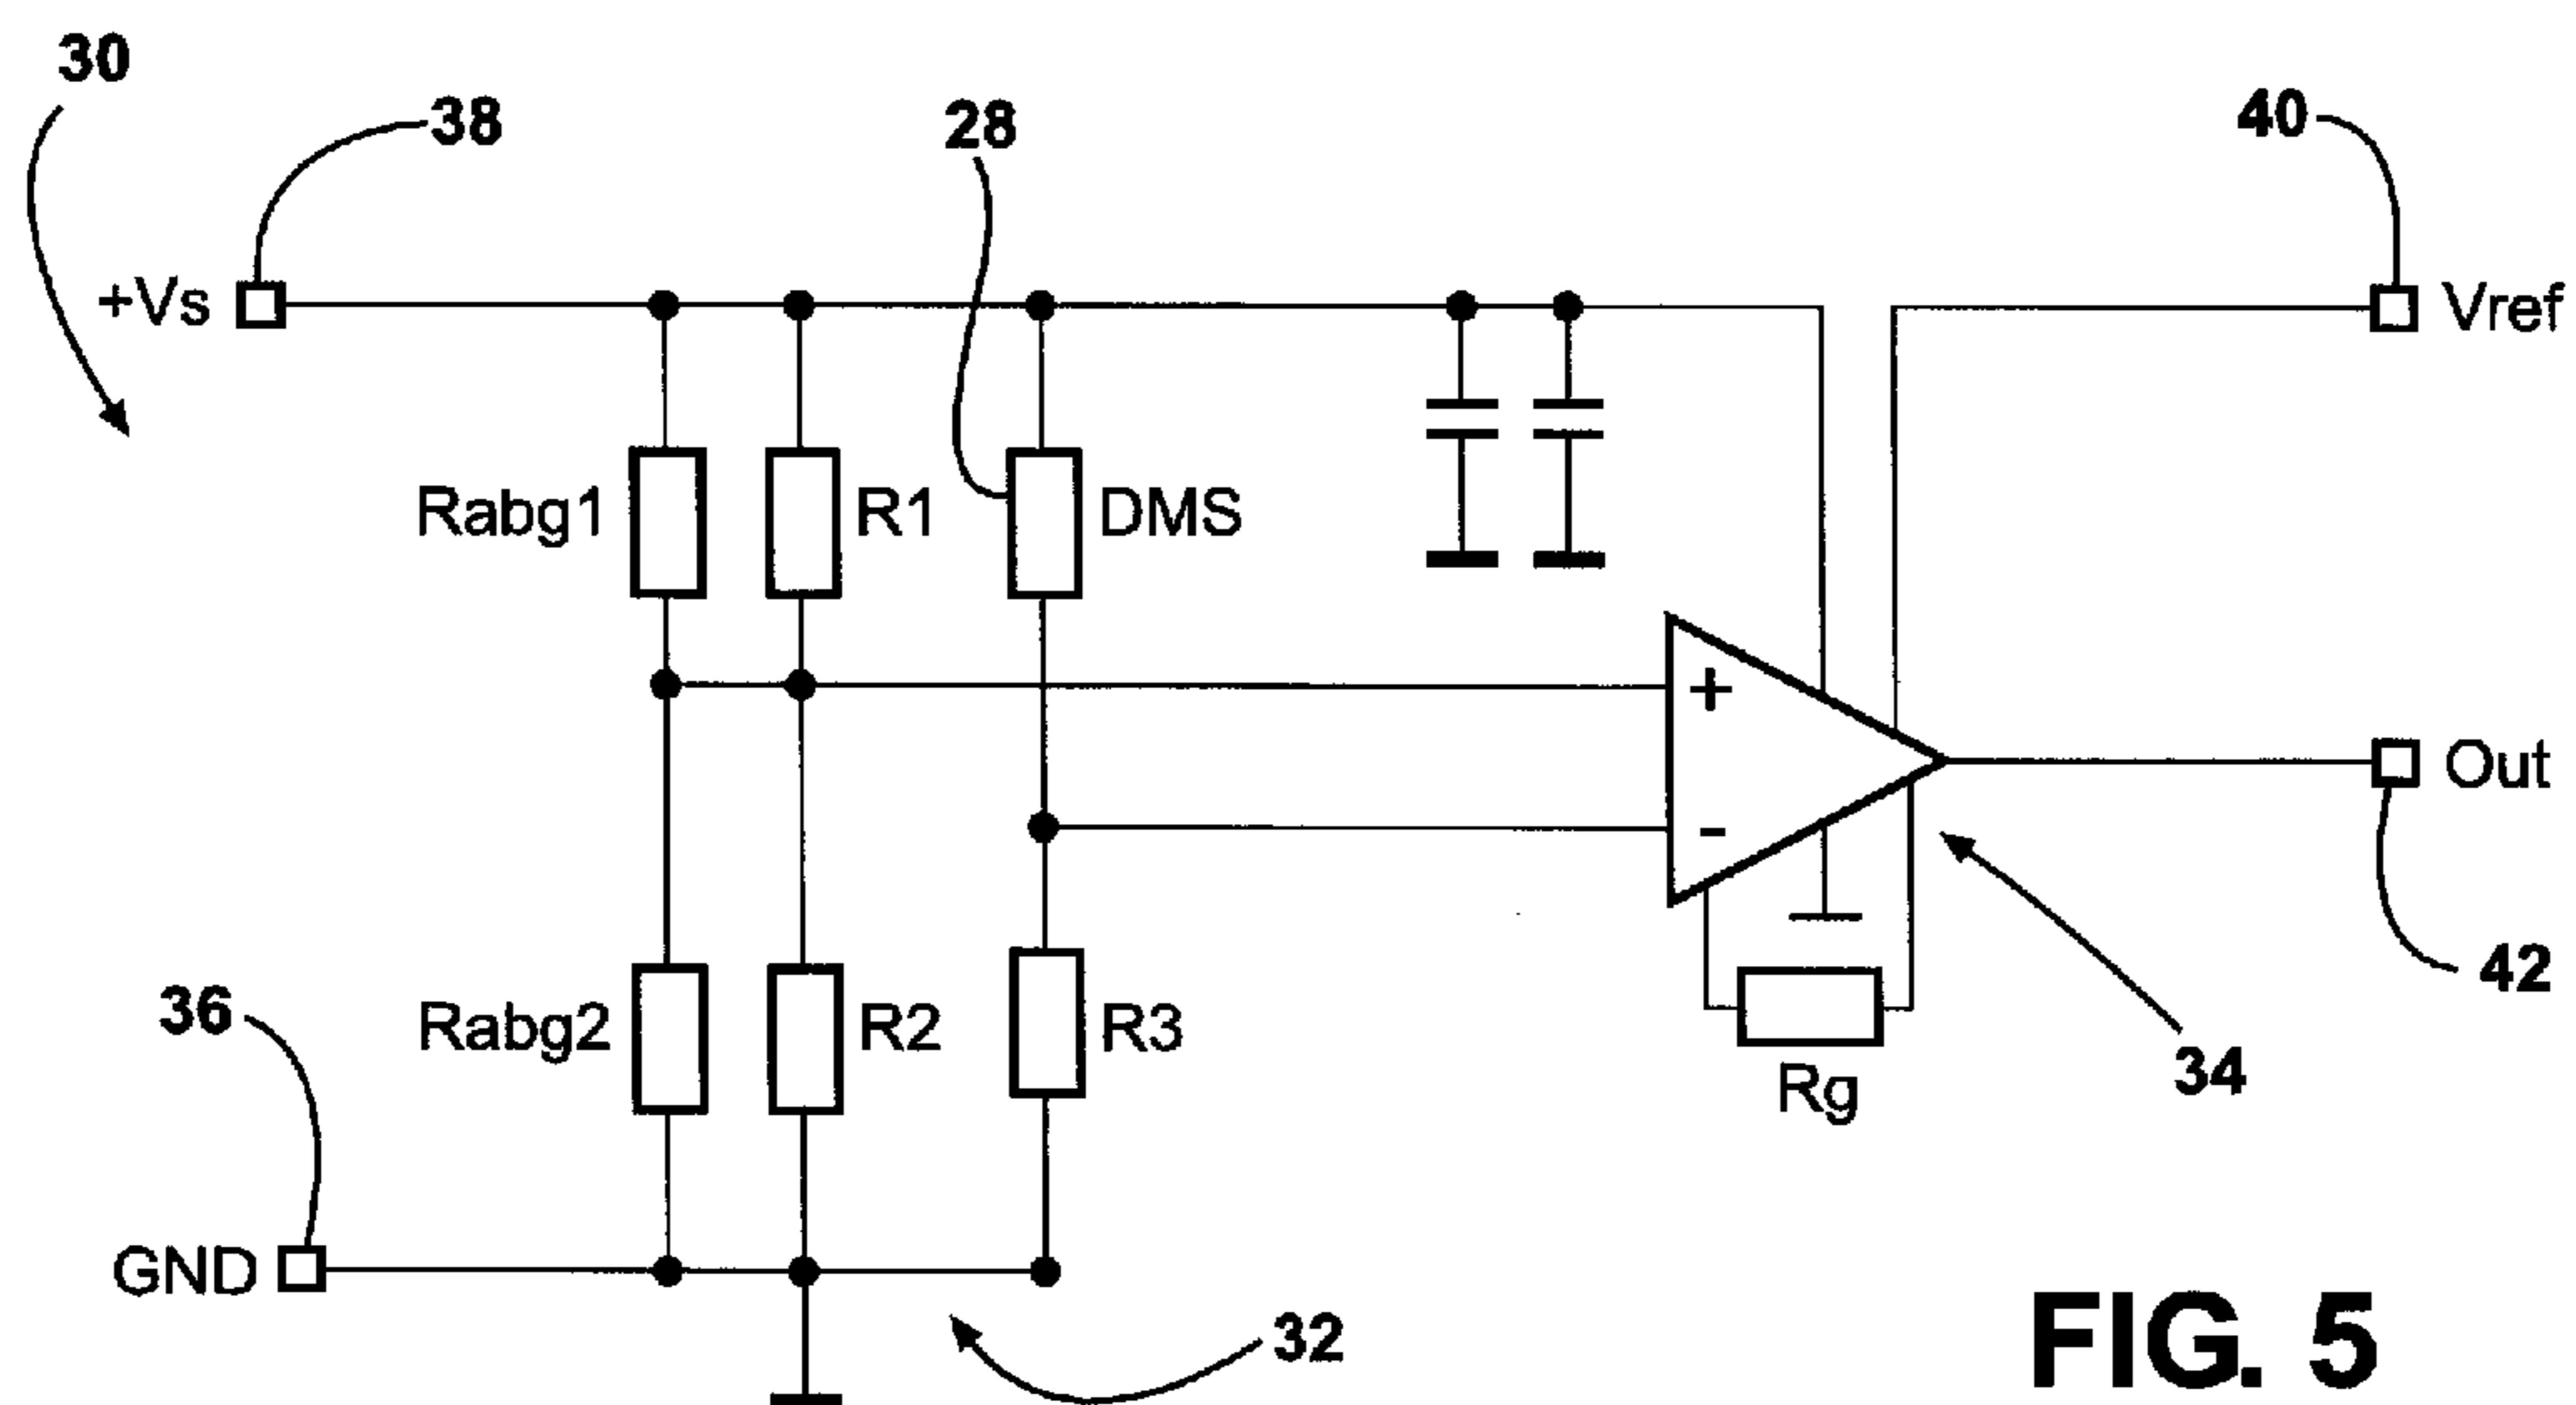 30
38
28
40
+Vs
Vref
Rabg1
R1
DMS
+
Out
-
42
36
Rabg2
R2
R3
34
Rg
GND
32
FIG. 5